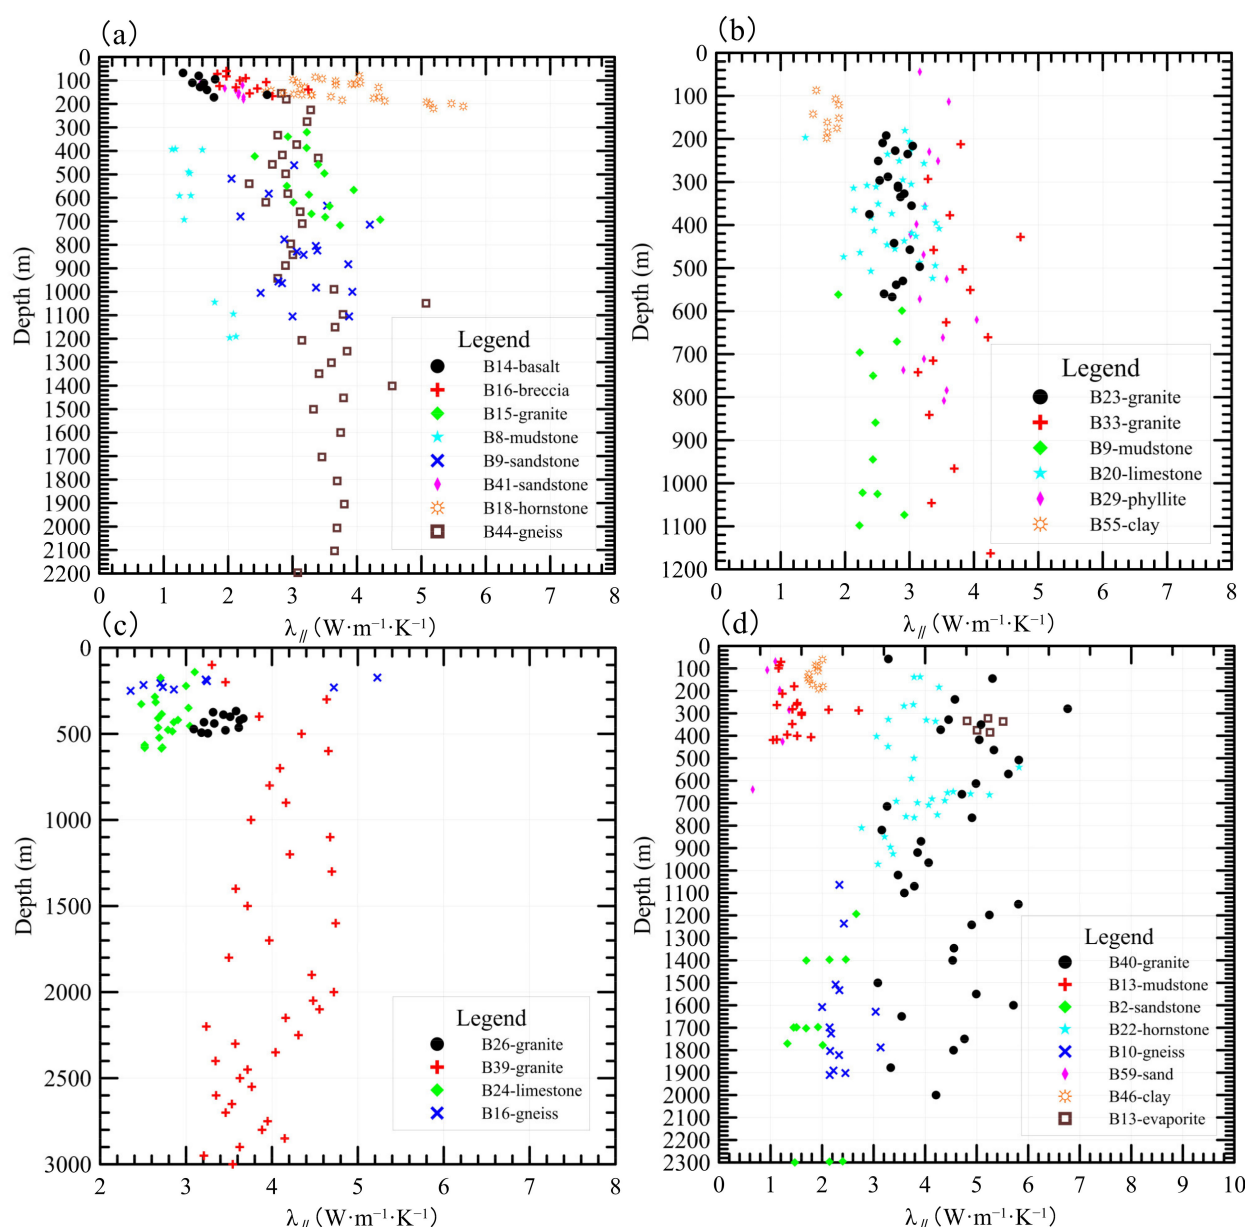 (a)
0
100
200
300
400
500
600
700
800
900
1000
1100
1200
1300
1400
1500
1600
1700
1800
1900
2000
2100
2200
Depth (m)
Legend
B14-basalt
B16-breccia
B15-granite
B8-mudstone
B9-sandstone
B41-sandstone
B18-hornstone
B44-gneiss
0 1 2 3 4 5 6 7 8
λ// (W·m⁻¹·K⁻¹)
(b)
0
100
200
300
400
500
600
700
800
900
1000
1100
1200
Depth (m)
Legend
B23-granite
B33-granite
B9-mudstone
B20-limestone
B29-phyllite
B55-clay
0 1 2 3 4 5 6 7 8
λ// (W·m⁻¹·K⁻¹)
(c)
0
500
1000
1500
2000
2500
3000
Depth (m)
Legend
B26-granite
B39-granite
B24-limestone
B16-gneiss
2 3 4 5 6 7 8
λ// (W·m⁻¹·K⁻¹)
(d)
0
100
200
300
400
500
600
700
800
900
1000
1100
1200
1300
1400
1500
1600
1700
1800
1900
2000
2100
2200
2300
Depth (m)
Legend
B40-granite
B13-mudstone
B2-sandstone
B22-hornstone
B10-gneiss
B59-sand
B46-clay
B13-evaporite
0 1 2 3 4 5 6 7 8 9 10
λ// (W·m⁻¹·K⁻¹)